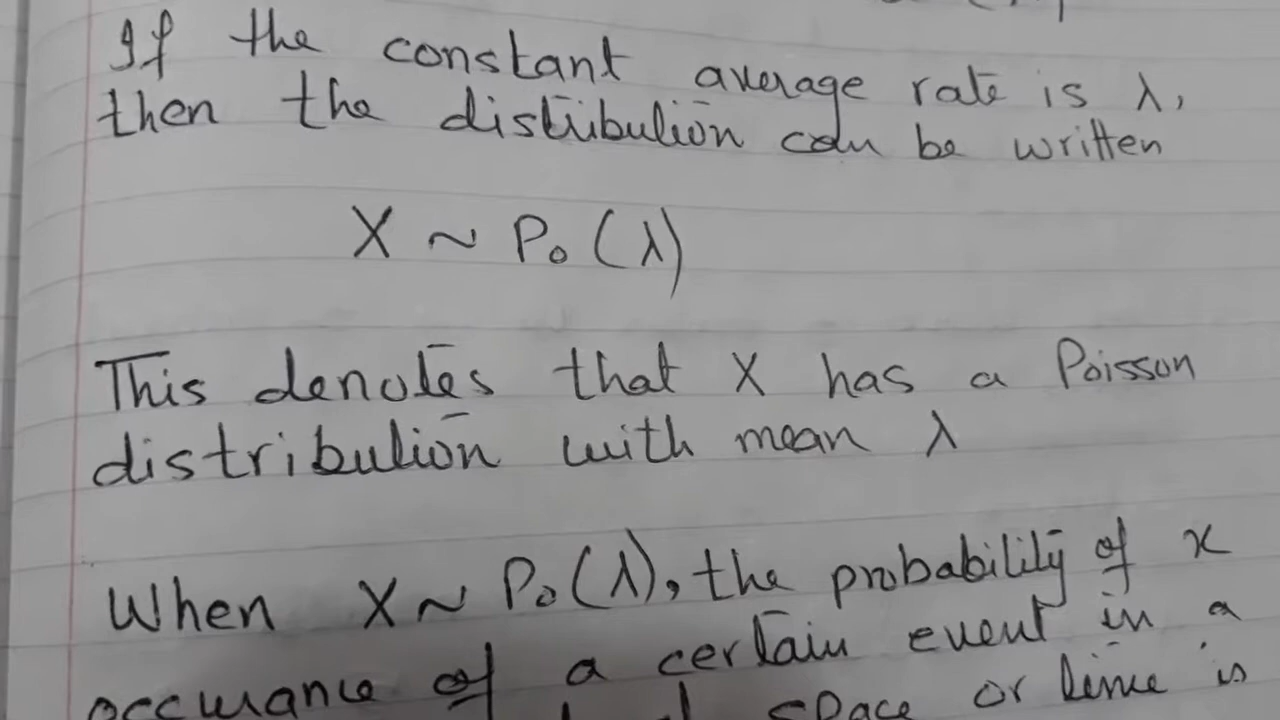 If the constant average rate is λ,
then the distribution can be written
X ~ Po(λ)
This denotes that X has a Poisson
distribution with mean λ
When X ~ Po(λ), the probability of x
occurance of a certain event in a
space or time is